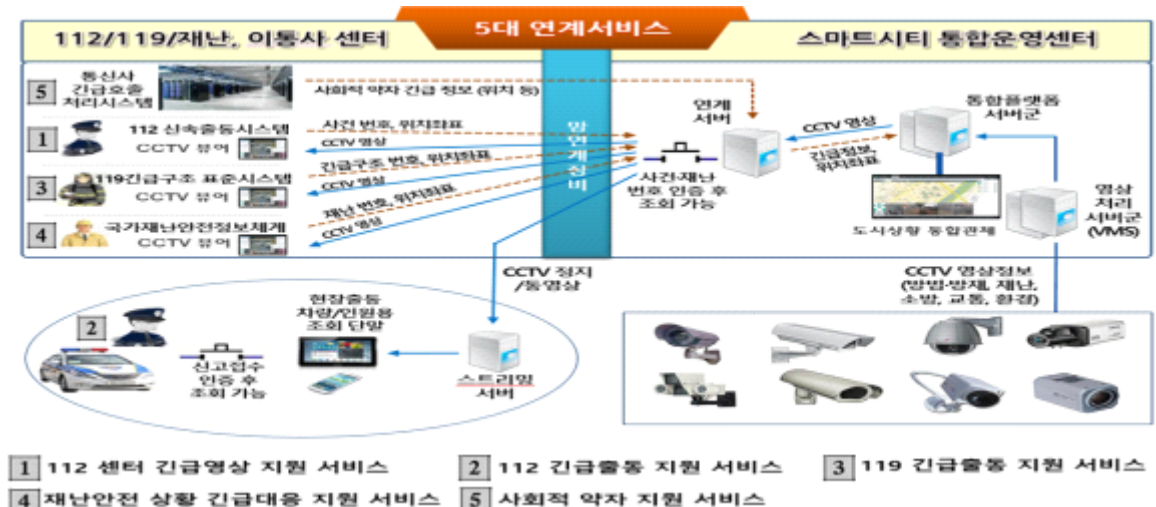 5대 연계서비스
112/119/재난, 이통사 센터
스마트시티 통합운영센터
5
통신사
긴급호출
처리시스템
사회적 약자 긴급 정보 (위치 등)
1
112 신속출동시스템
CCTV 뷰어
사건 번호, 위치좌표
CCTV 영상
3
119긴급구조 표준시스템
CCTV 뷰어
긴급구조 번호, 위치좌표
CCTV 영상
4
국가재난안전정보체계
CCTV 뷰어
재난 번호, 위치좌표
CCTV 영상
망연계장비
연계
서버
사건·재난
번호 인증 후
조회 가능
CCTV 영상
긴급정보,
위치좌표
통합플랫폼
서버군
도시상황 통합관제
영상
처리
서버군
(VMS)
CCTV 정지
/동영상
CCTV 영상정보
(방범·방재, 재난,
소방, 교통, 환경)
2
신고접수
인증 후
조회 가능
현장출동
차량/인원용
조회 단말
스트리밍
서버
1 112 센터 긴급영상 지원 서비스
2 112 긴급출동 지원 서비스
3 119 긴급출동 지원 서비스
4 재난안전 상황 긴급대응 지원 서비스
5 사회적 약자 지원 서비스